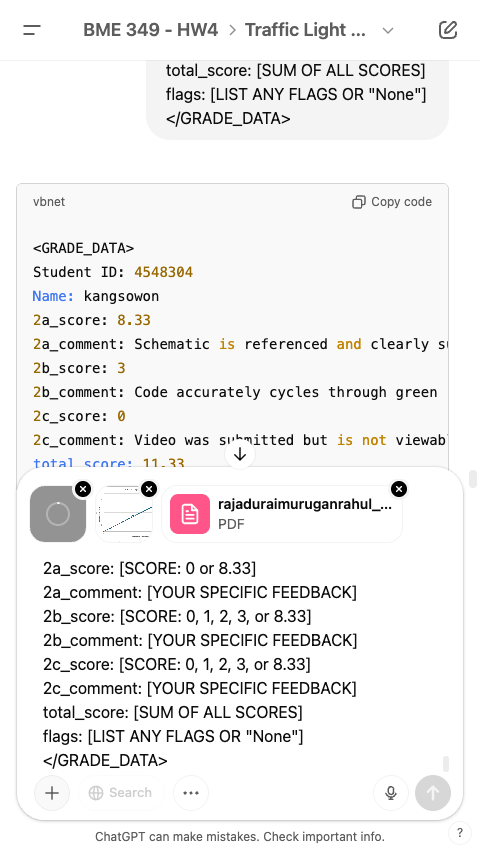 BME 349 - HW4 > Traffic Light ...
total_score: [SUM OF ALL SCORES]
flags: [LIST ANY FLAGS OR "None"]
</GRADE_DATA>
vbnet
Copy code
<GRADE_DATA>
Student ID: 4548304
Name: kangsowon
2a_score: 8.33
2a_comment: Schematic is referenced and clearly
2b_score: 3
2b_comment: Code accurately cycles through green
2c_score: 0
2c_comment: Video was submitted but is not viewab
total_score: 11.33
rajaduraimuruganrahul_...
PDF
2a_score: [SCORE: 0 or 8.33]
2a_comment: [YOUR SPECIFIC FEEDBACK]
2b_score: [SCORE: 0, 1, 2, 3, or 8.33]
2b_comment: [YOUR SPECIFIC FEEDBACK]
2c_score: [SCORE: 0, 1, 2, 3, or 8.33]
2c_comment: [YOUR SPECIFIC FEEDBACK]
total_score: [SUM OF ALL SCORES]
flags: [LIST ANY FLAGS OR "None"]
</GRADE_DATA>
Search
ChatGPT can make mistakes. Check important info.
?